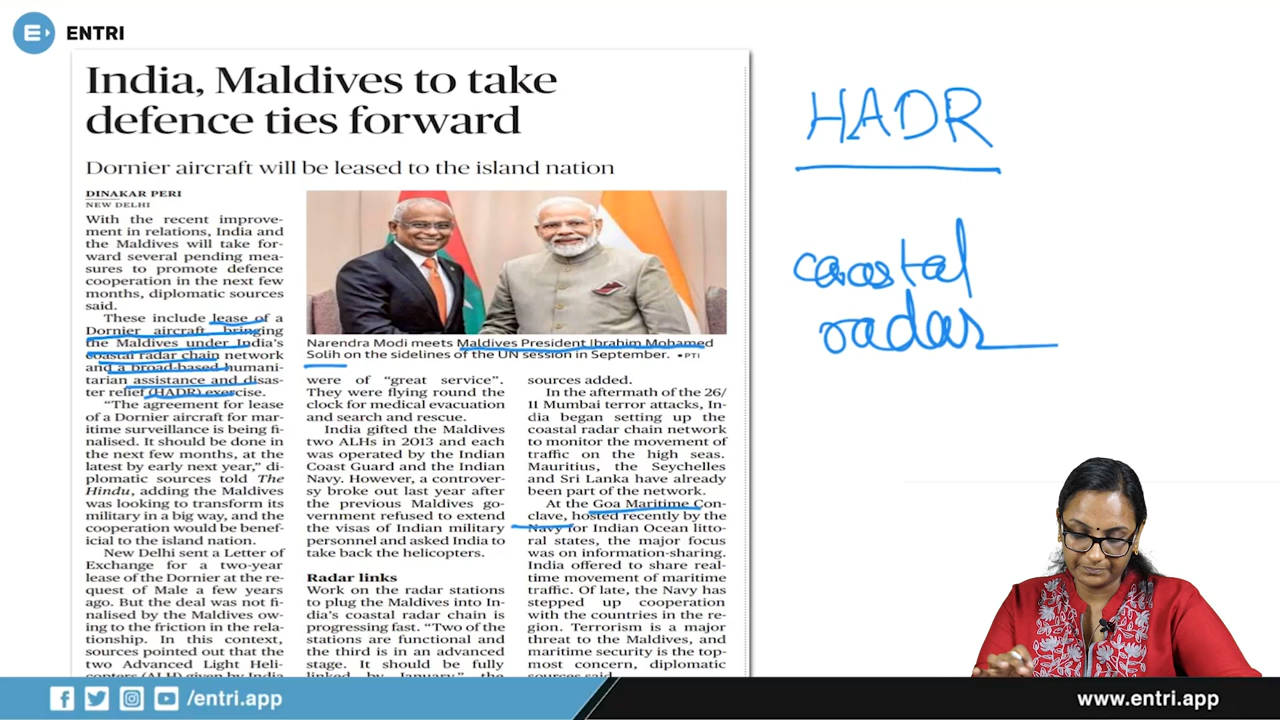 ENTRI
India, Maldives to take
defence ties forward
Dornier aircraft will be leased to the island nation
DINAKAR PERI
NEW DELHI
With the recent improve-
ment in relations, India and
the Maldives will take for-
ward several pending mea-
sures to promote defence
cooperation in the next few
months, diplomatic sources
said.
These include lease of a
Dornier aircraft, bringing
the Maldives under India's
coastal radar chain network
and a broad-based humani-
tarian assistance and disas-
ter relief (HADR) exercise.
"The agreement for lease
of a Dornier aircraft for mar-
itime surveillance is being fi-
nalised. It should be done in
the next few months, at the
latest by early next year," di-
plomatic sources told The
Hindu, adding the Maldives
was looking to transform its
military in a big way, and the
cooperation would be benef-
icial to the island nation.
New Delhi sent a Letter of
Exchange for a two-year
lease of the Dornier at the re-
quest of Male a few years
ago. But the deal was not fi-
nalised by the Maldives ow-
ing to the friction in the rela-
tionship. In this context,
sources pointed out that the
two Advanced Light Heli-
copters (ALH) given by India
Narendra Modi meets Maldives President Ibrahim Mohamed
Solih on the sidelines of the UN session in September. •PTI
were of "great service".
They were flying round the
clock for medical evacuation
and search and rescue.
India gifted the Maldives
two ALHs in 2013 and each
was operated by the Indian
Coast Guard and the Indian
Navy. However, a controver-
sy broke out last year after
the previous Maldives go-
vernment refused to extend
the visas of Indian military
personnel and asked India to
take back the helicopters.
Radar links
Work on the radar stations
to plug the Maldives into In-
dia's coastal radar chain is
progressing fast. "Two of the
stations are functional and
the third is in an advanced
stage. It should be fully
linked by January," the
sources added.
In the aftermath of the 26/
11 Mumbai terror attacks, In-
dia began setting up the
coastal radar chain network
to monitor the movement of
traffic on the high seas.
Mauritius, the Seychelles
and Sri Lanka have already
been part of the network.
At the Goa Maritime Con-
clave, hosted recently by the
Navy for Indian Ocean litto-
ral states, the major focus
was on information-sharing.
India offered to share real-
time movement of maritime
traffic. Of late, the Navy has
stepped up cooperation
with the countries in the re-
gion. Terrorism is a major
threat to the Maldives, and
maritime security is the top-
most concern, diplomatic
sources said.
HADR
coastal
radar
/entri.app
www.entri.app